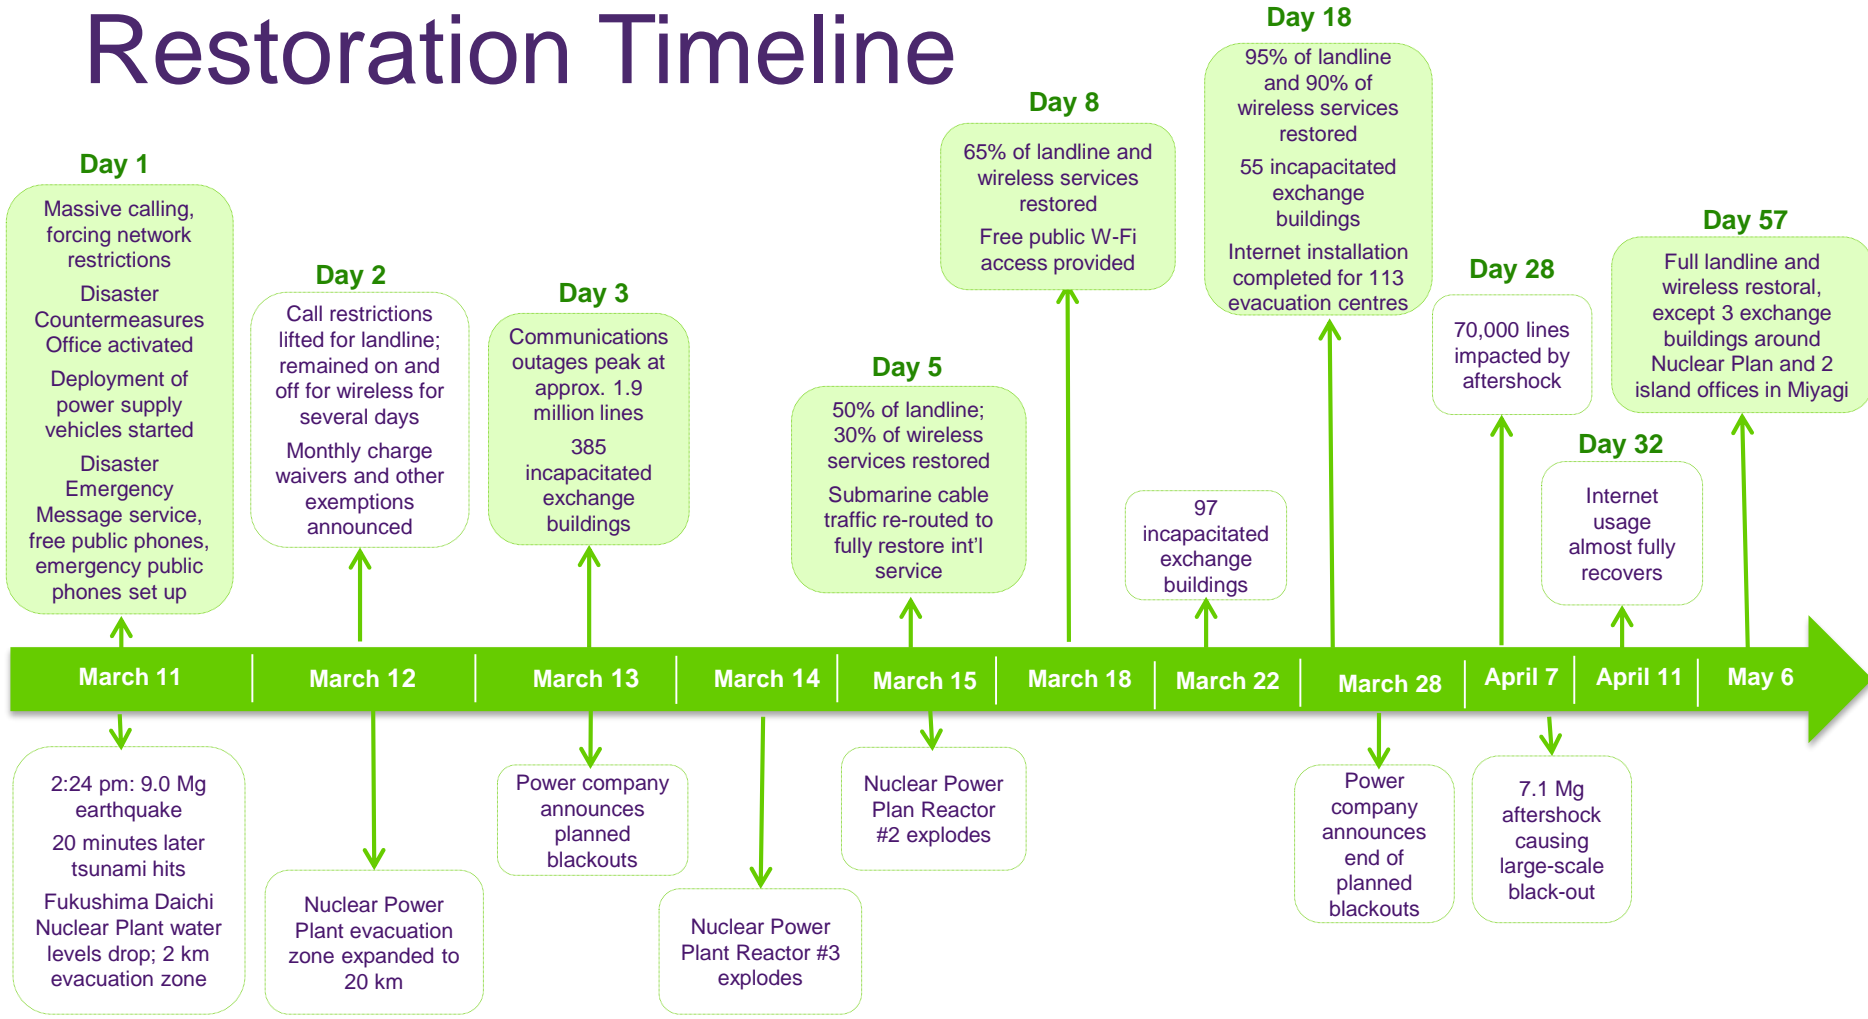 Restoration Timeline
Day 1
Massive calling,
forcing network
restrictions
Disaster
Countermeasures
Office activated
Deployment of
power supply
vehicles started
Disaster
Emergency
Message service,
free public phones,
emergency public
phones set up
Day 2
Call restrictions
lifted for landline;
remained on and
off for wireless for
several days
Monthly charge
waivers and other
exemptions
announced
Day 3
Communications
outages peak at
approx. 1.9
million lines
385
incapacitated
exchange
buildings
Day 5
50% of landline;
30% of wireless
services restored
Submarine cable
traffic re-routed to
fully restore int'l
service
Day 8
65% of landline and
wireless services
restored
Free public W-Fi
access provided
97
incapacitated
exchange
buildings
Day 18
95% of landline
and 90% of
wireless services
restored
55 incapacitated
exchange
buildings
Internet installation
completed for 113
evacuation centres
Day 28
70,000 lines
impacted by
aftershock
Day 32
Internet
usage
almost fully
recovers
Day 57
Full landline and
wireless restoral,
except 3 exchange
buildings around
Nuclear Plan and 2
island offices in Miyagi
March 11
March 12
March 13
March 14
March 15
March 18
March 22
March 28
April 7
April 11
May 6
2:24 pm: 9.0 Mg
earthquake
20 minutes later
tsunami hits
Fukushima Daichi
Nuclear Plant water
levels drop; 2 km
evacuation zone
Nuclear Power
Plant evacuation
zone expanded to
20 km
Power company
announces
planned
blackouts
Nuclear Power
Plant Reactor #3
explodes
Nuclear Power
Plan Reactor
#2 explodes
Power
company
announces
end of
planned
blackouts
7.1 Mg
aftershock
causing
large-scale
black-out